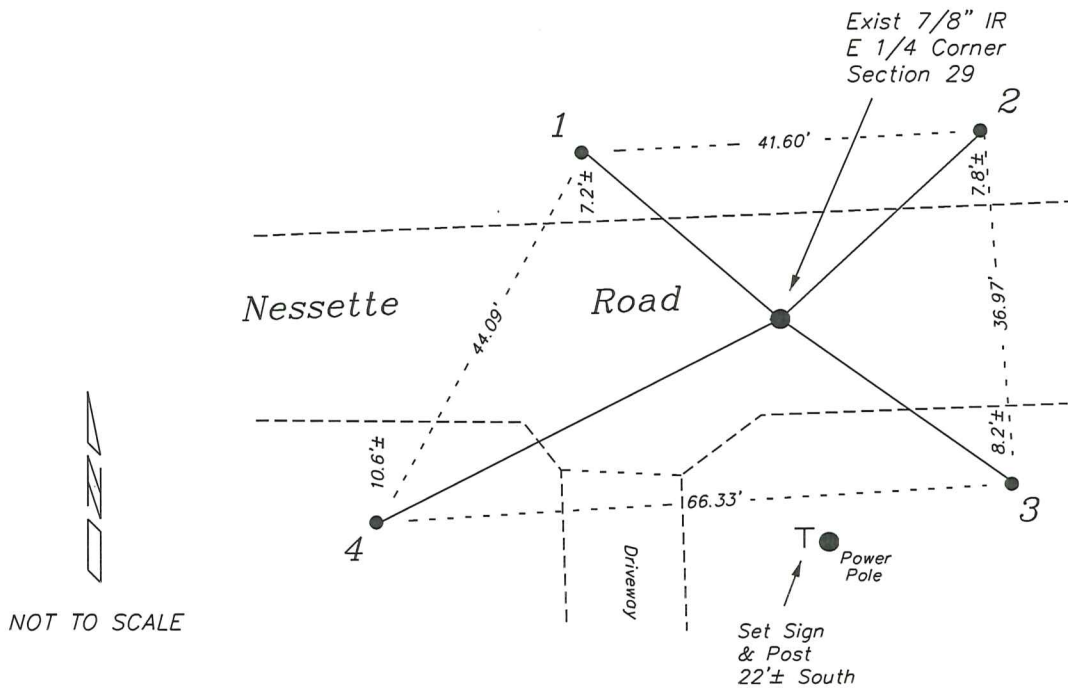 Exist 7/8" IR
E 1/4 Corner
Section 29
1
2
41.60'
7.2'±
7.8'±
Nessette Road
44.09'
36.97'
10.9'±
8.2'±
66.33'
4
3
T
Power
Pole
Driveway
N
NOT TO SCALE
Set Sign
& Post
22'± South